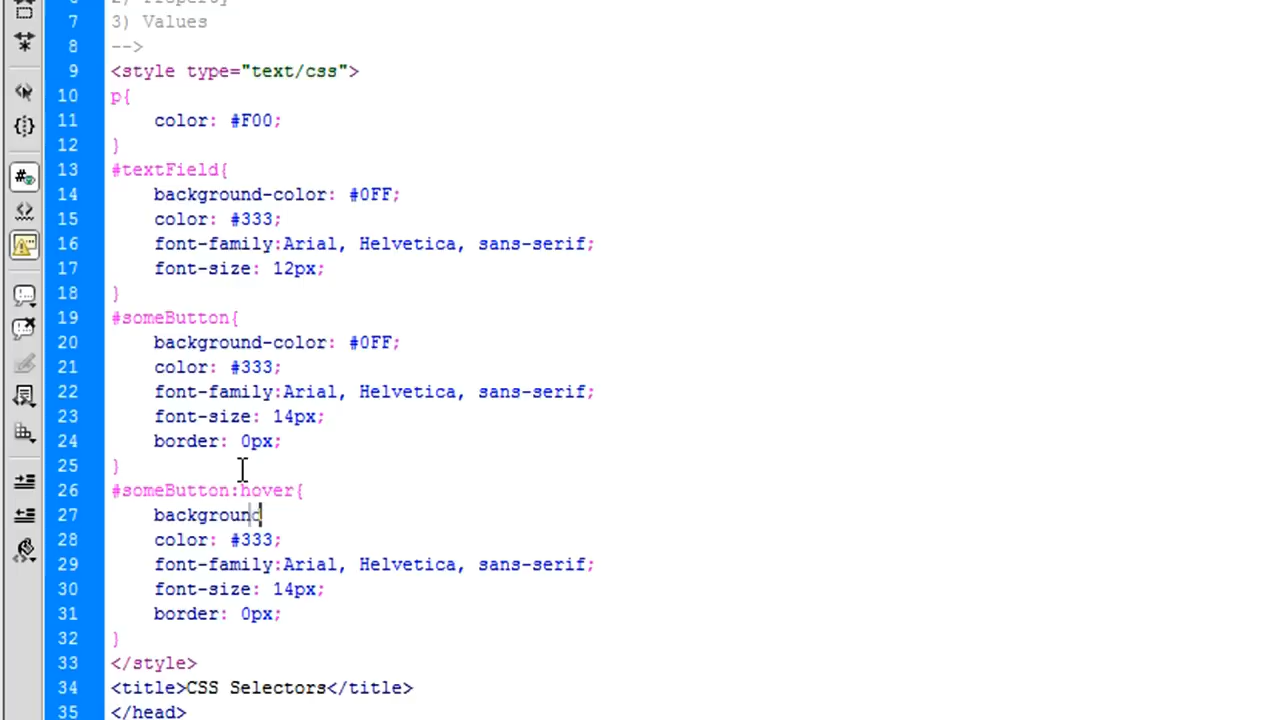 7 3) Values
8 -->
9 <style type="text/css">
10 p{
11 color: #F00;
12 }
13 #textField{
14 background-color: #0FF;
15 color: #333;
16 font-family:Arial, Helvetica, sans-serif;
17 font-size: 12px;
18 }
19 #someButton{
20 background-color: #0FF;
21 color: #333;
22 font-family:Arial, Helvetica, sans-serif;
23 font-size: 14px;
24 border: 0px;
25 }
26 #someButton:hover{
27 background
28 color: #333;
29 font-family:Arial, Helvetica, sans-serif;
30 font-size: 14px;
31 border: 0px;
32 }
33 </style>
34 <title>CSS Selectors</title>
35 </head>